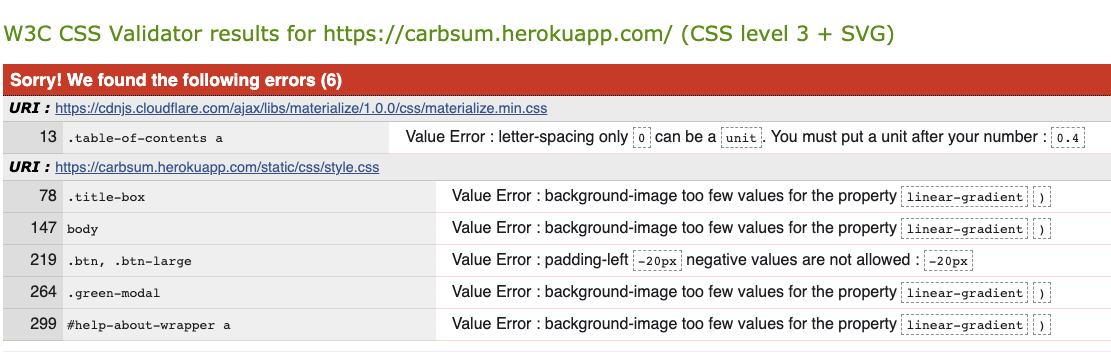 W3C CSS Validator results for https://carbsum.herokuapp.com/ (CSS level 3 + SVG)
Sorry! We found the following errors (6)
URI : https://cdnjs.cloudflare.com/ajax/libs/materialize/1.0.0/css/materialize.min.css
13 .table-of-contents a Value Error : letter-spacing only 0 can be a unit. You must put a unit after your number : 0.4
URI : https://carbsum.herokuapp.com/static/css/style.css
78 .title-box Value Error : background-image too few values for the property linear-gradient )
147 body Value Error : background-image too few values for the property linear-gradient )
219 .btn, .btn-large Value Error : padding-left -20px negative values are not allowed : -20px
264 .green-modal Value Error : background-image too few values for the property linear-gradient )
299 #help-about-wrapper a Value Error : background-image too few values for the property linear-gradient )